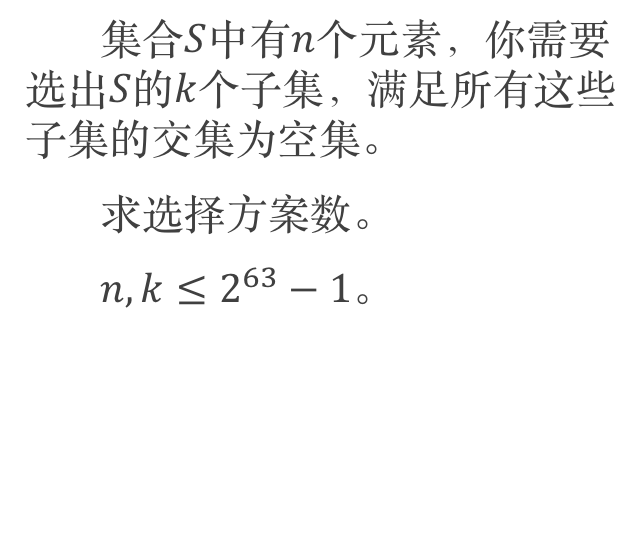 集合S中有n个元素，你需要
选出S的k个子集，满足所有这些
子集的交集为空集。
求选择方案数。
n, k ≤ 2⁶³ − 1。